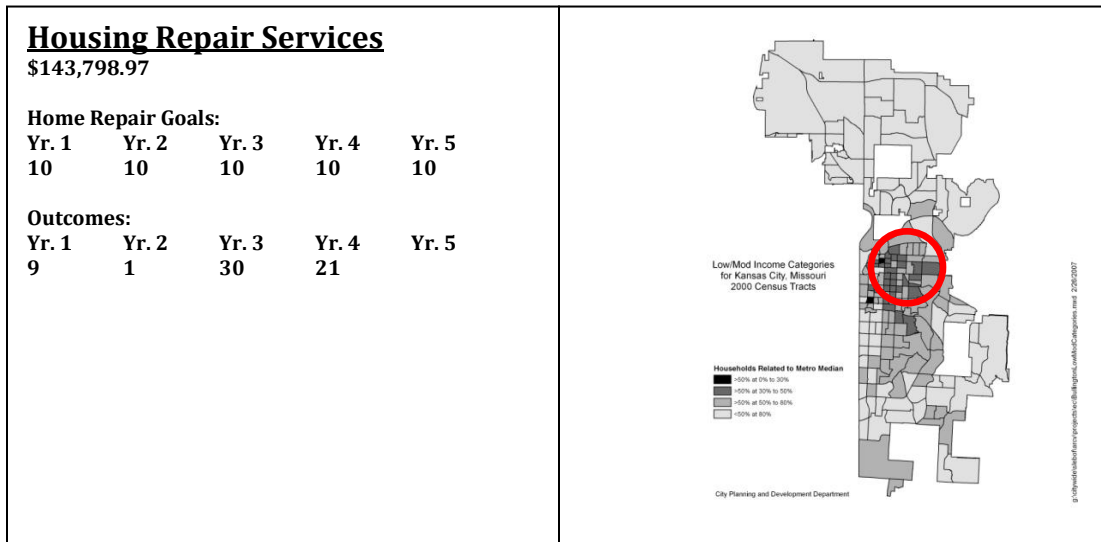 Housing Repair Services
$143,798.97
Home Repair Goals:
Yr. 1 Yr. 2 Yr. 3 Yr. 4 Yr. 5
10 10 10 10 10
Outcomes:
Yr. 1 Yr. 2 Yr. 3 Yr. 4 Yr. 5
9 1 30 21
Low/Mod Income Categories
for Kansas City, Missouri
2000 Census Tracts
Households Related to Metro Median
>50% at 0% to 30%
>50% at 30% to 50%
>50% at 50% to 80%
<50% at 80%
City Planning and Development Department
2/26/2007